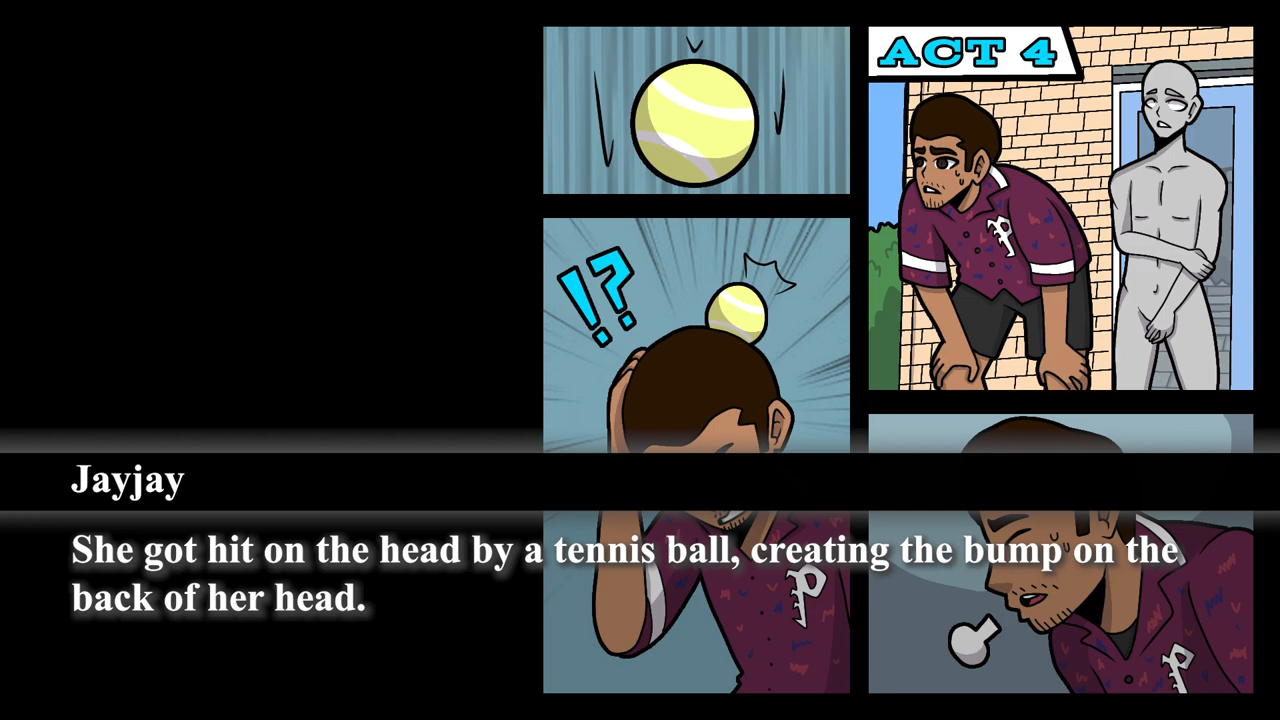 ACT 4
!?
Jayjay
She got hit on the head by a tennis ball, creating the bump on the
back of her head.